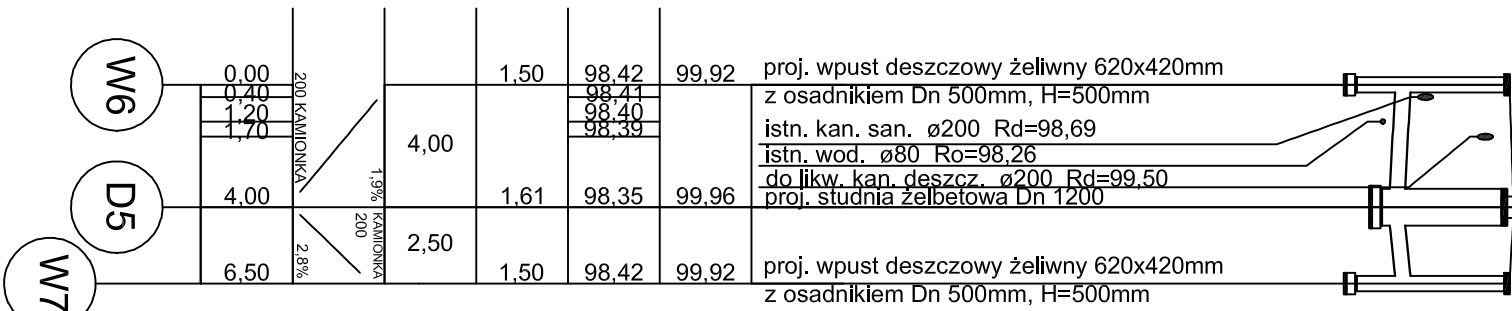 W6
0,00
1,50
98,42
99,92
proj. wpust deszczowy żeliwny 620x420mm
z osadnikiem Dn 500mm, H=500mm
0,40
98,41
1,20
98,40
1,70
98,39
200 KAMIONKA
1,9%
4,00
istn. kan. san. ø200 Rd=98,69
istn. wod. ø80 Ro=98,26
do likw. kan. deszcz. ø200 Rd=99,50
D5
4,00
1,61
98,35
99,96
proj. studnia żelbetowa Dn 1200
2,8%
KAMIONKA
200
2,50
W7
6,50
1,50
98,42
99,92
proj. wpust deszczowy żeliwny 620x420mm
z osadnikiem Dn 500mm, H=500mm